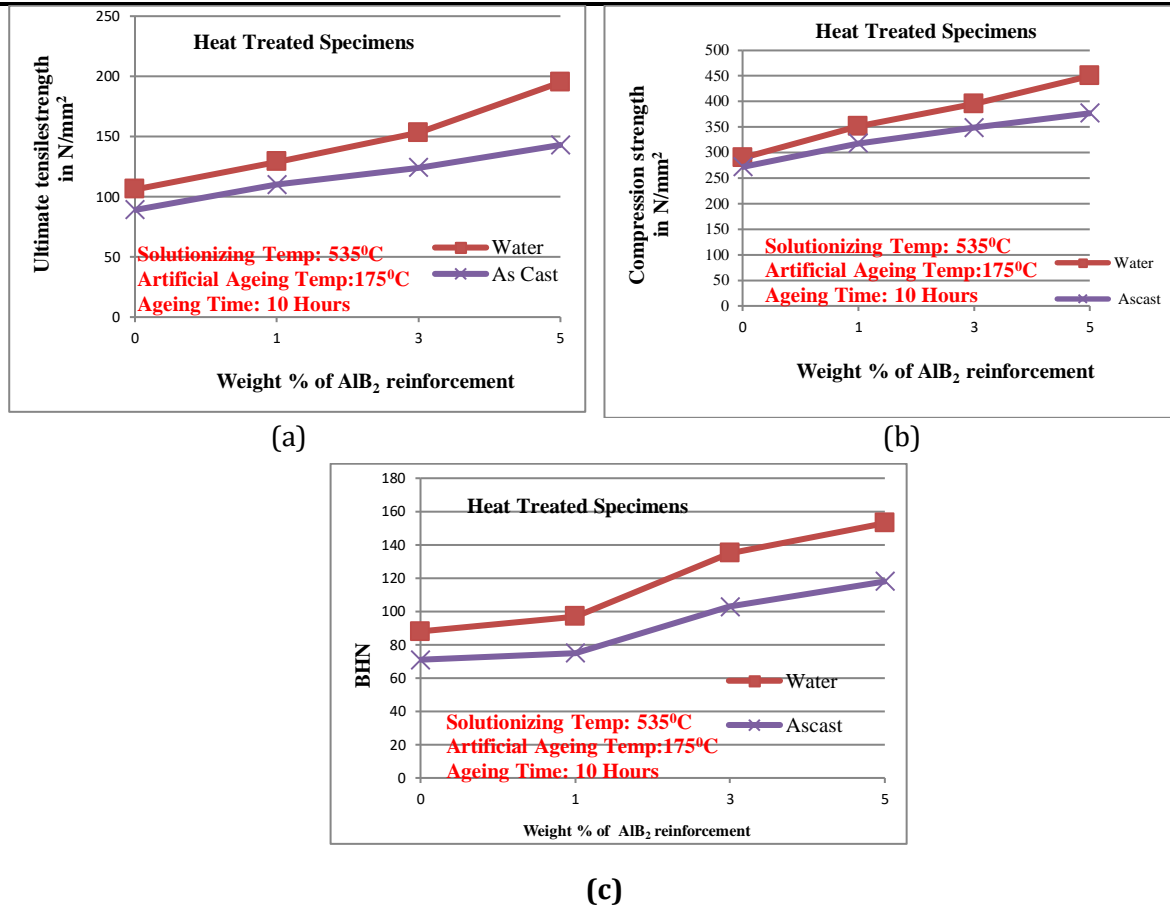 Heat Treated Specimens
Ultimate tensilestrength
in N/mm²
250
200
150
100
50
0
Solutionizing Temp: 535⁰C
Artificial Ageing Temp:175⁰C
Ageing Time: 10 Hours
Water
As Cast
0 1 3 5
Weight % of AlB₂ reinforcement
(a)
Heat Treated Specimens
Compression strength
in N/mm²
500
450
400
350
300
250
200
150
100
50
0
Solutionizing Temp: 535⁰C
Artificial Ageing Temp:175⁰C
Ageing Time: 10 Hours
Water
Ascast
0 1 3 5
Weight % of AlB₂ reinforcement
(b)
Heat Treated Specimens
BHN
180
160
140
120
100
80
60
40
20
0
Water
Ascast
Solutionizing Temp: 535⁰C
Artificial Ageing Temp:175⁰C
Ageing Time: 10 Hours
0 1 3 5
Weight % of AlB₂ reinforcement
(c)